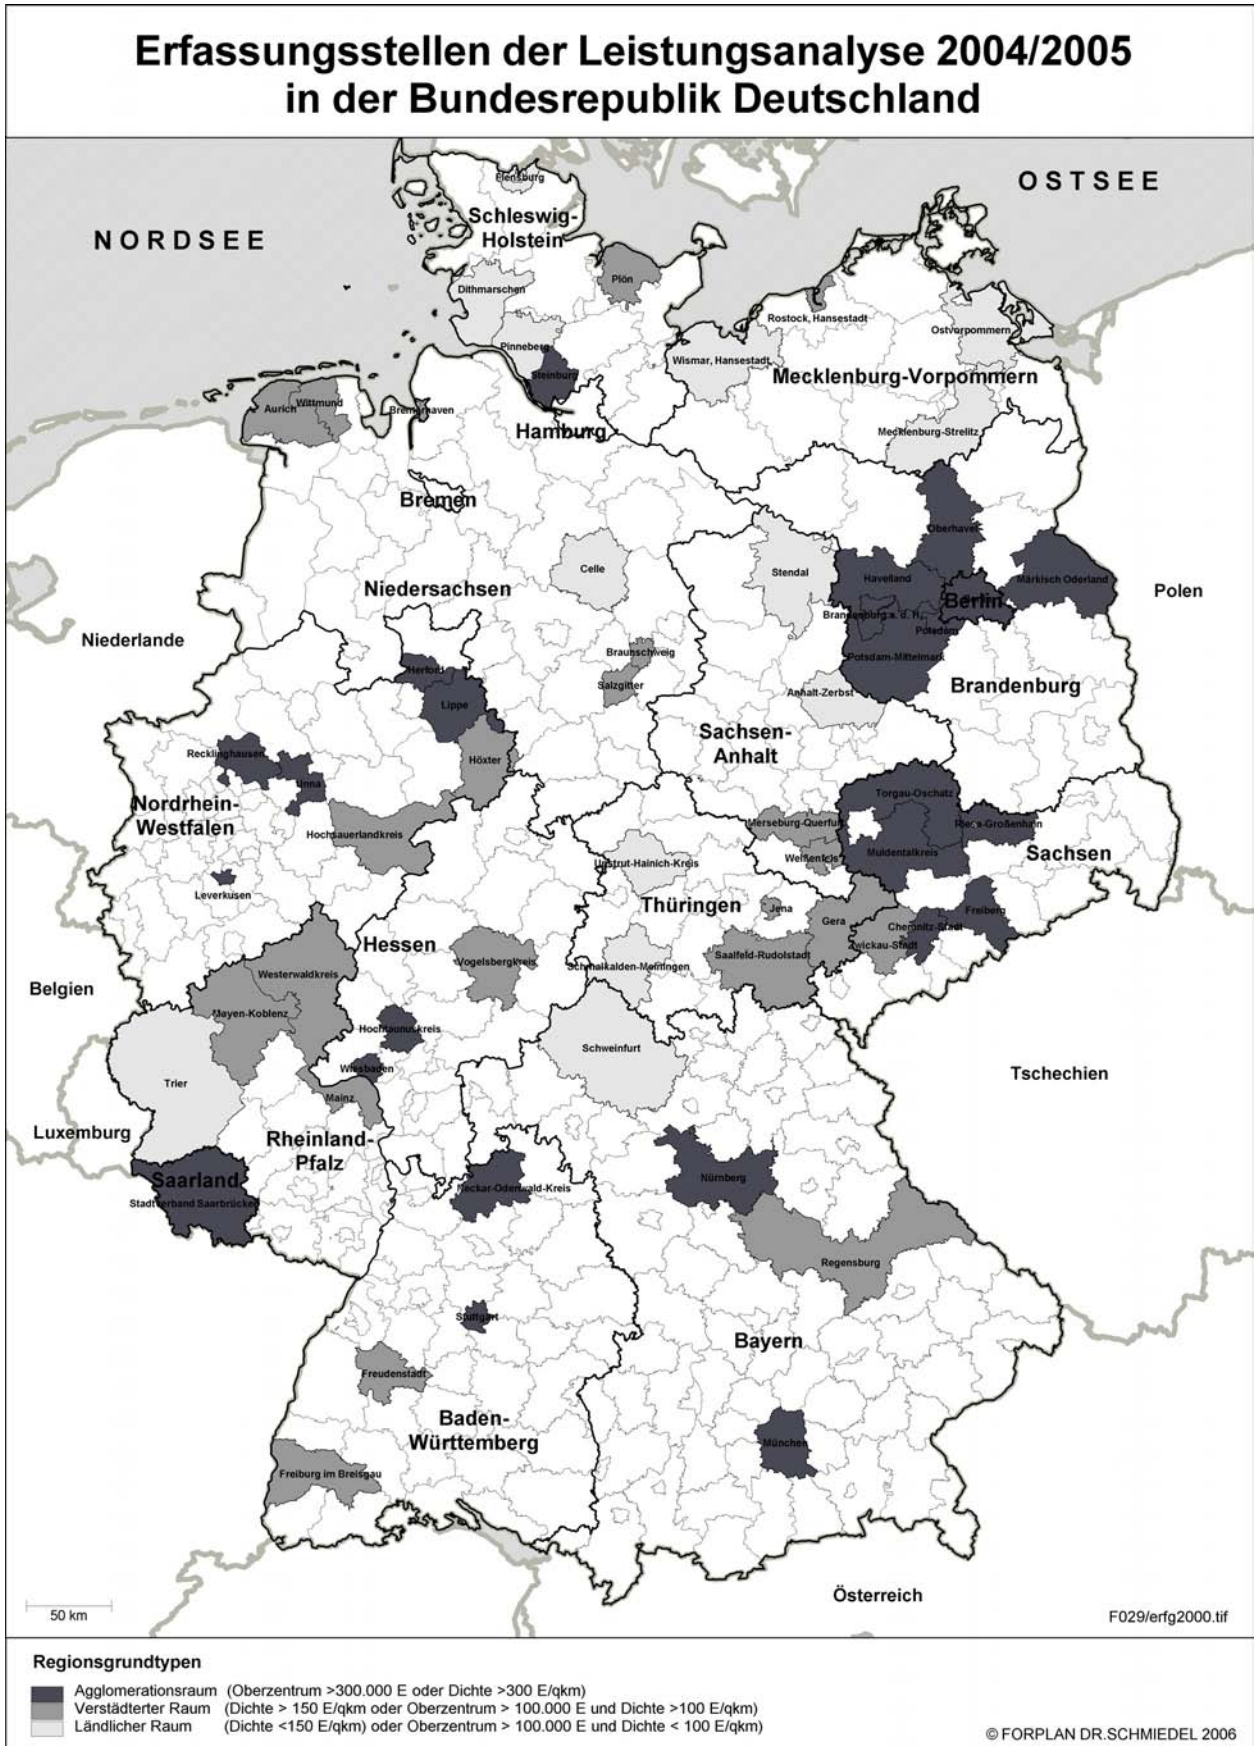 Erfassungsstellen der Leistungsanalyse 2004/2005
in der Bundesrepublik Deutschland
OSTSEE
NORDSEE
Flensburg
Schleswig-
Holstein
Plön
Dithmarschen
Rostock, Hansestadt
Ostvorpommern
Pinneberg
Wismar, Hansestadt
Steinburg
Mecklenburg-Vorpommern
Aurich
Wittmund
Bremerhaven
Hamburg
Mecklenburg-Strelitz
Bremen
Oberhavel
Celle
Stendal
Havelland
Märkisch Oderland
Niedersachsen
Berlin
Polen
Brandenburg a. d. H.
Potsdam
Niederlande
Braunschweig
Potsdam-Mittelmark
Herford
Salzgitter
Anhalt-Zerbst
Brandenburg
Lippe
Sachsen-
Anhalt
Recklinghausen
Höxter
Unna
Torgau-Oschatz
Nordrhein-
Westfalen
Hochsauerlandkreis
Merseburg-Querfurt
Riesa-Großenhain
Muldentalkreis
Sachsen
Weißenfels
Unstrut-Hainich-Kreis
Leverkusen
Thüringen
Jena
Gera
Freiberg
Chemnitz-Stadt
Hessen
Zwickau-Stadt
Saalfeld-Rudolstadt
Vogelsbergkreis
Schmalkalden-Meiningen
Westerwaldkreis
Belgien
Mayen-Koblenz
Hochtaunuskreis
Schweinfurt
Wiesbaden
Tschechien
Trier
Mainz
Luxemburg
Rheinland-
Pfalz
Saarland
Nürnberg
Neckar-Odenwald-Kreis
Stadtverband Saarbrücken
Regensburg
Stuttgart
Bayern
Freudenstadt
Baden-
Württemberg
München
Freiburg im Breisgau
Österreich
50 km
F029/erfg2000.tif
Regionsgrundtypen
Agglomerationsraum (Oberzentrum >300.000 E oder Dichte >300 E/qkm)
Verstädterter Raum (Dichte > 150 E/qkm oder Oberzentrum > 100.000 E und Dichte >100 E/qkm)
Ländlicher Raum (Dichte <150 E/qkm) oder Oberzentrum > 100.000 E und Dichte < 100 E/qkm)
© FORPLAN DR.SCHMIEDEL 2006